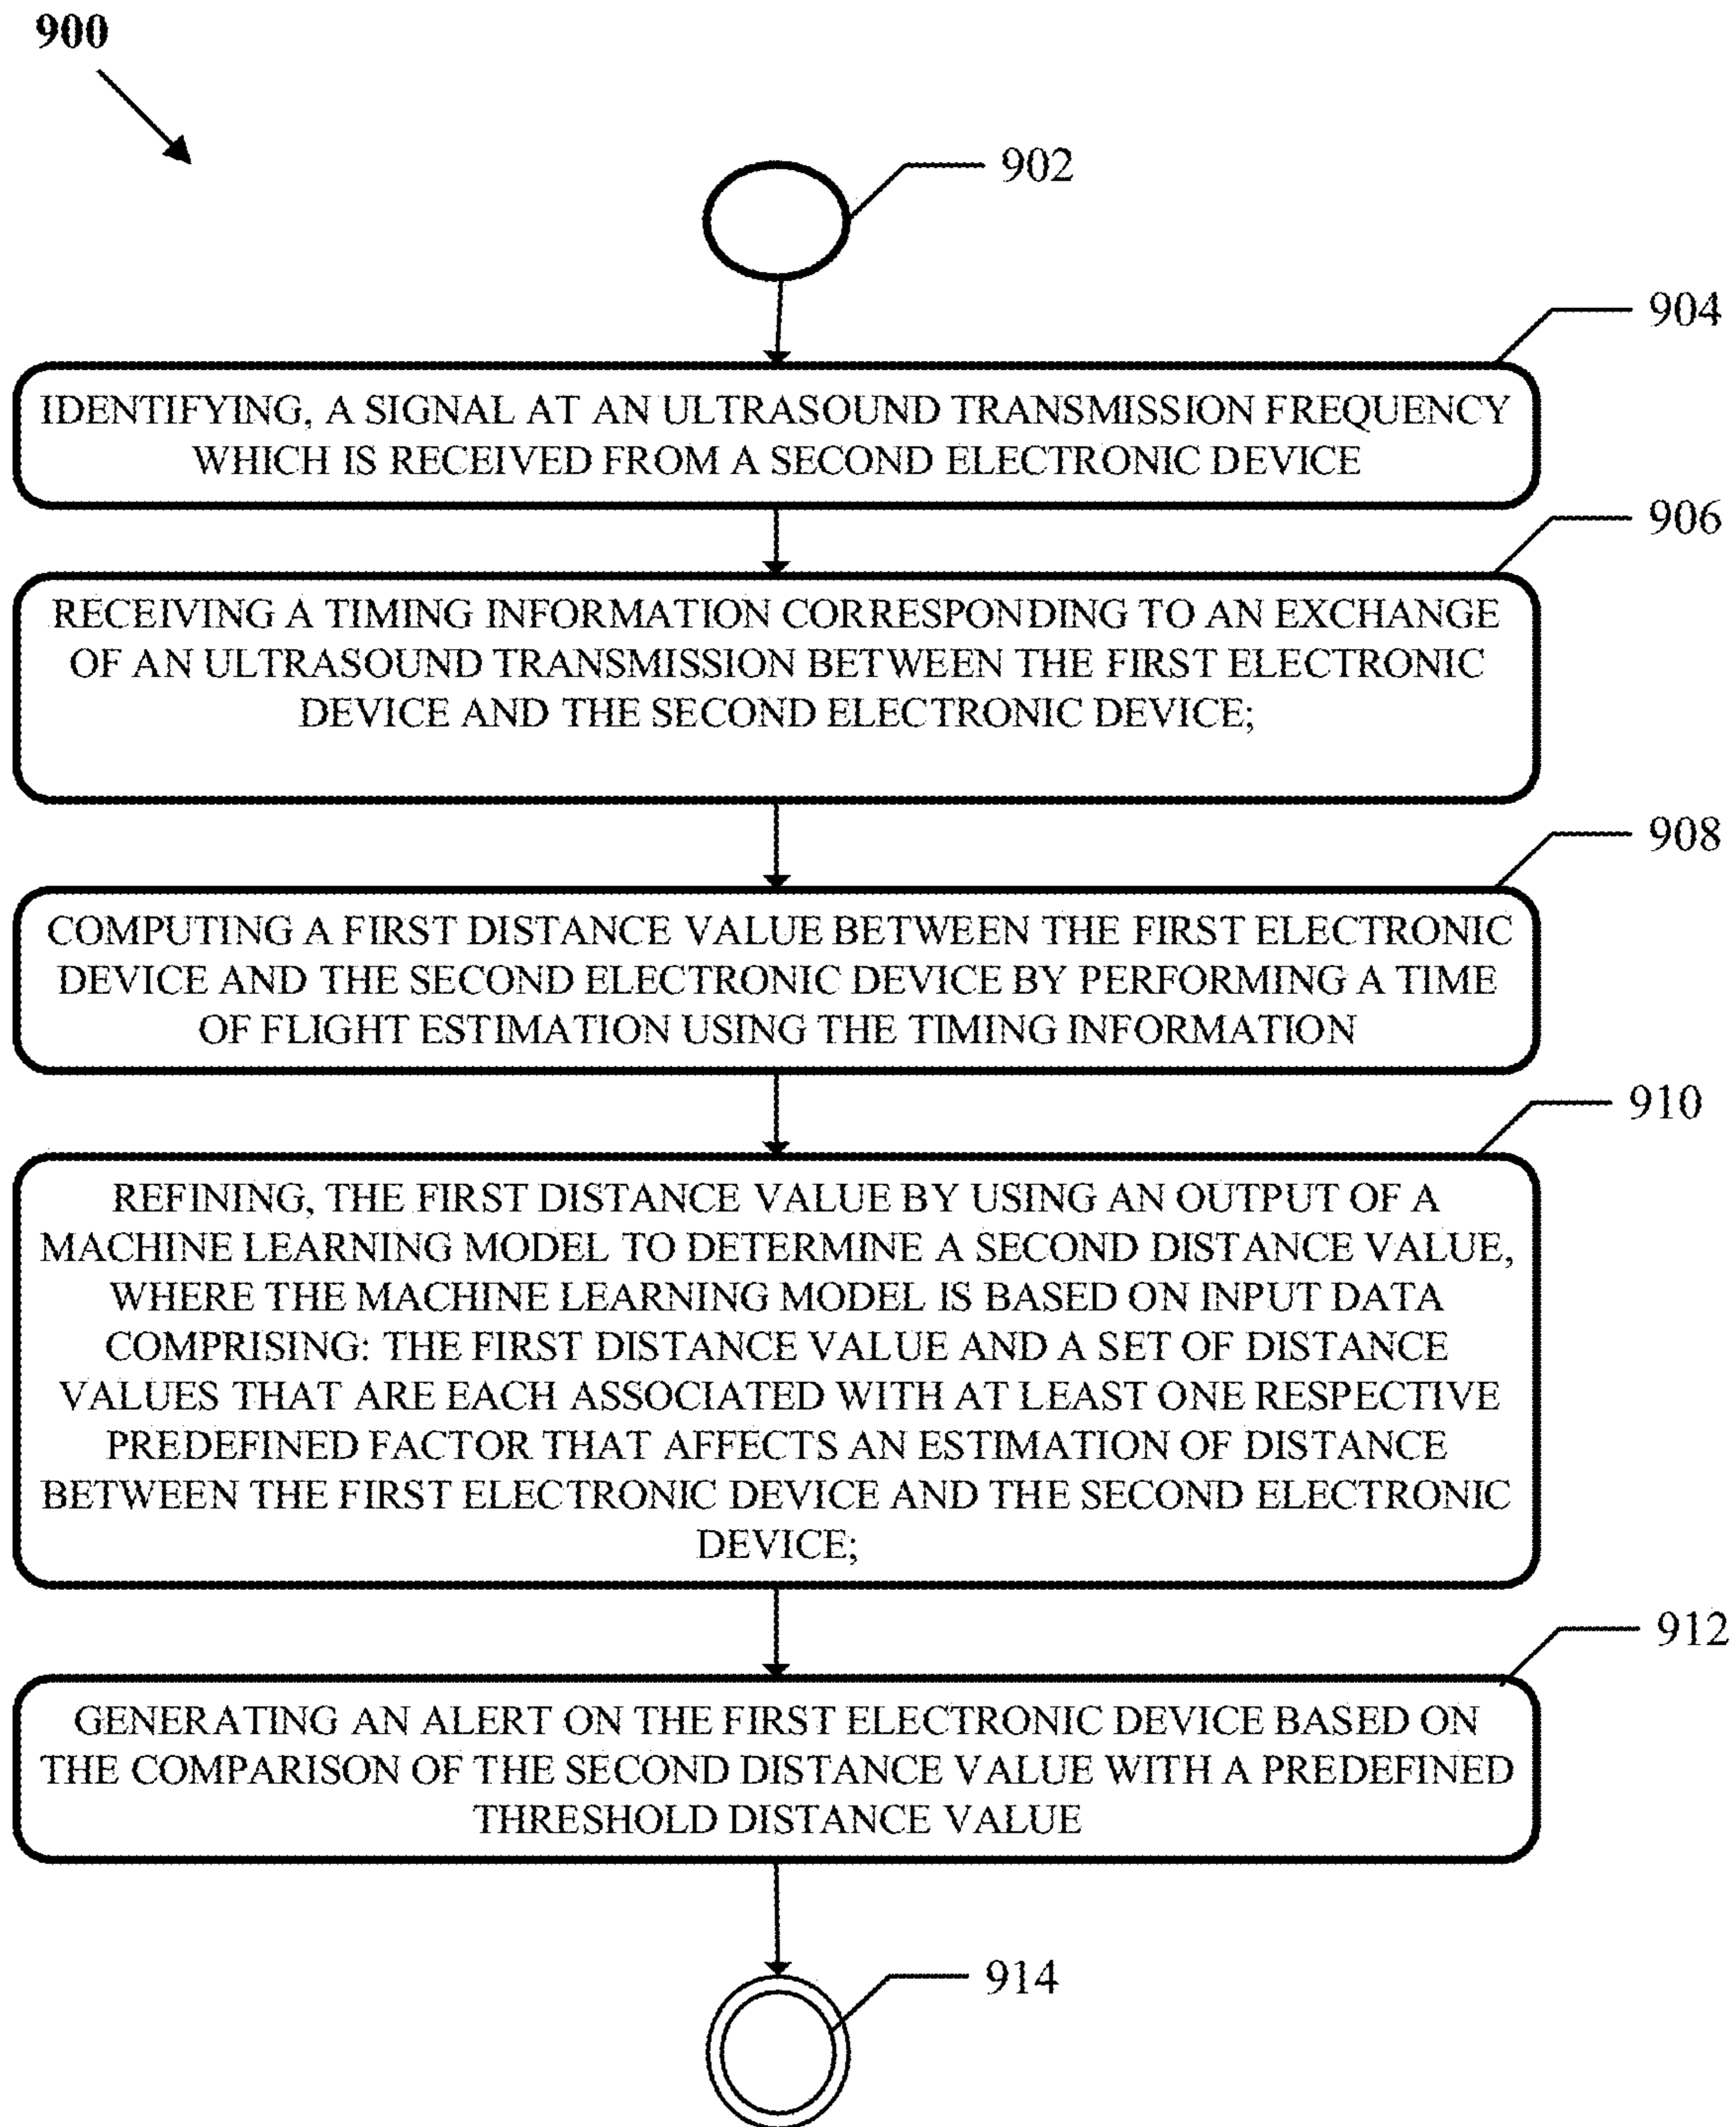 900
902
904
IDENTIFYING, A SIGNAL AT AN ULTRASOUND TRANSMISSION FREQUENCY
WHICH IS RECEIVED FROM A SECOND ELECTRONIC DEVICE
906
RECEIVING A TIMING INFORMATION CORRESPONDING TO AN EXCHANGE
OF AN ULTRASOUND TRANSMISSION BETWEEN THE FIRST ELECTRONIC
DEVICE AND THE SECOND ELECTRONIC DEVICE;
908
COMPUTING A FIRST DISTANCE VALUE BETWEEN THE FIRST ELECTRONIC
DEVICE AND THE SECOND ELECTRONIC DEVICE BY PERFORMING A TIME
OF FLIGHT ESTIMATION USING THE TIMING INFORMATION
910
REFINING, THE FIRST DISTANCE VALUE BY USING AN OUTPUT OF A
MACHINE LEARNING MODEL TO DETERMINE A SECOND DISTANCE VALUE,
WHERE THE MACHINE LEARNING MODEL IS BASED ON INPUT DATA
COMPRISING: THE FIRST DISTANCE VALUE AND A SET OF DISTANCE
VALUES THAT ARE EACH ASSOCIATED WITH AT LEAST ONE RESPECTIVE
PREDEFINED FACTOR THAT AFFECTS AN ESTIMATION OF DISTANCE
BETWEEN THE FIRST ELECTRONIC DEVICE AND THE SECOND ELECTRONIC
DEVICE;
912
GENERATING AN ALERT ON THE FIRST ELECTRONIC DEVICE BASED ON
THE COMPARISON OF THE SECOND DISTANCE VALUE WITH A PREDEFINED
THRESHOLD DISTANCE VALUE
914